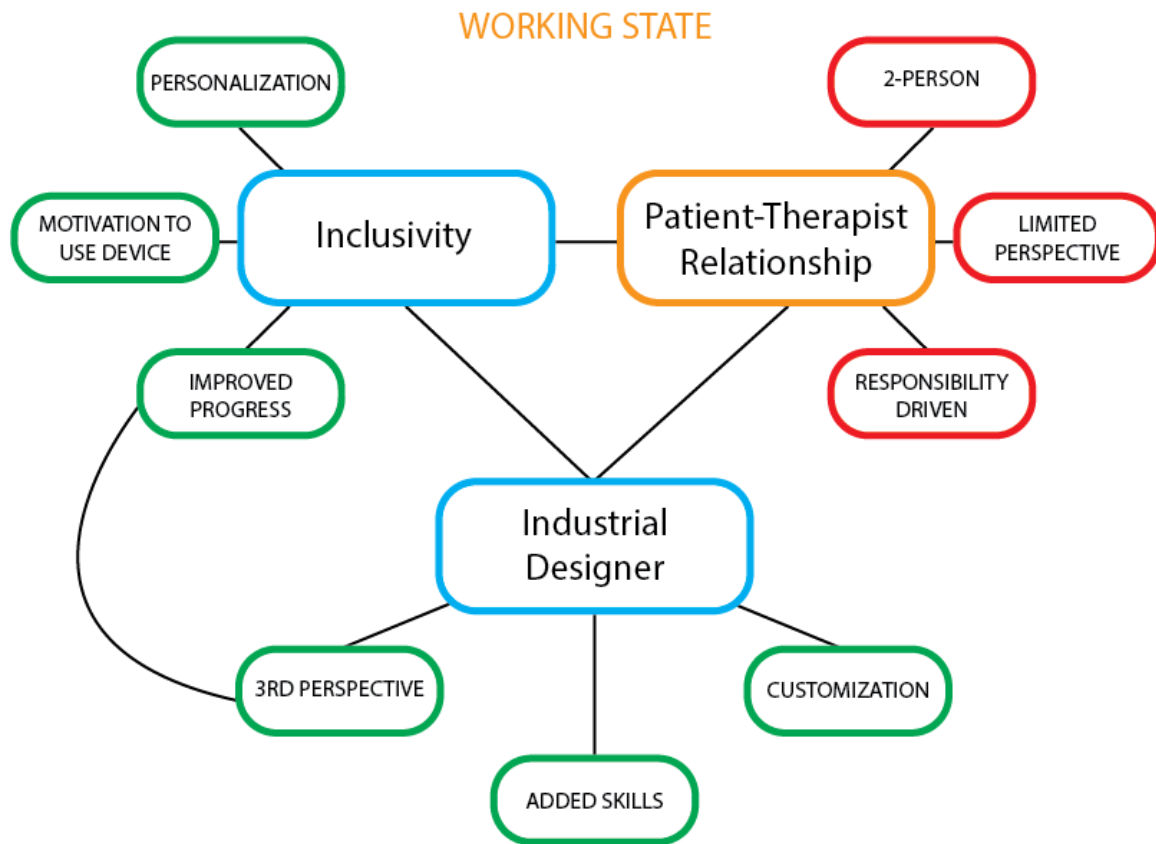 WORKING STATE
PERSONALIZATION
2-PERSON
Inclusivity
Patient-Therapist
Relationship
MOTIVATION TO
USE DEVICE
LIMITED
PERSPECTIVE
IMPROVED
PROGRESS
RESPONSIBILITY
DRIVEN
Industrial
Designer
3RD PERSPECTIVE
CUSTOMIZATION
ADDED SKILLS